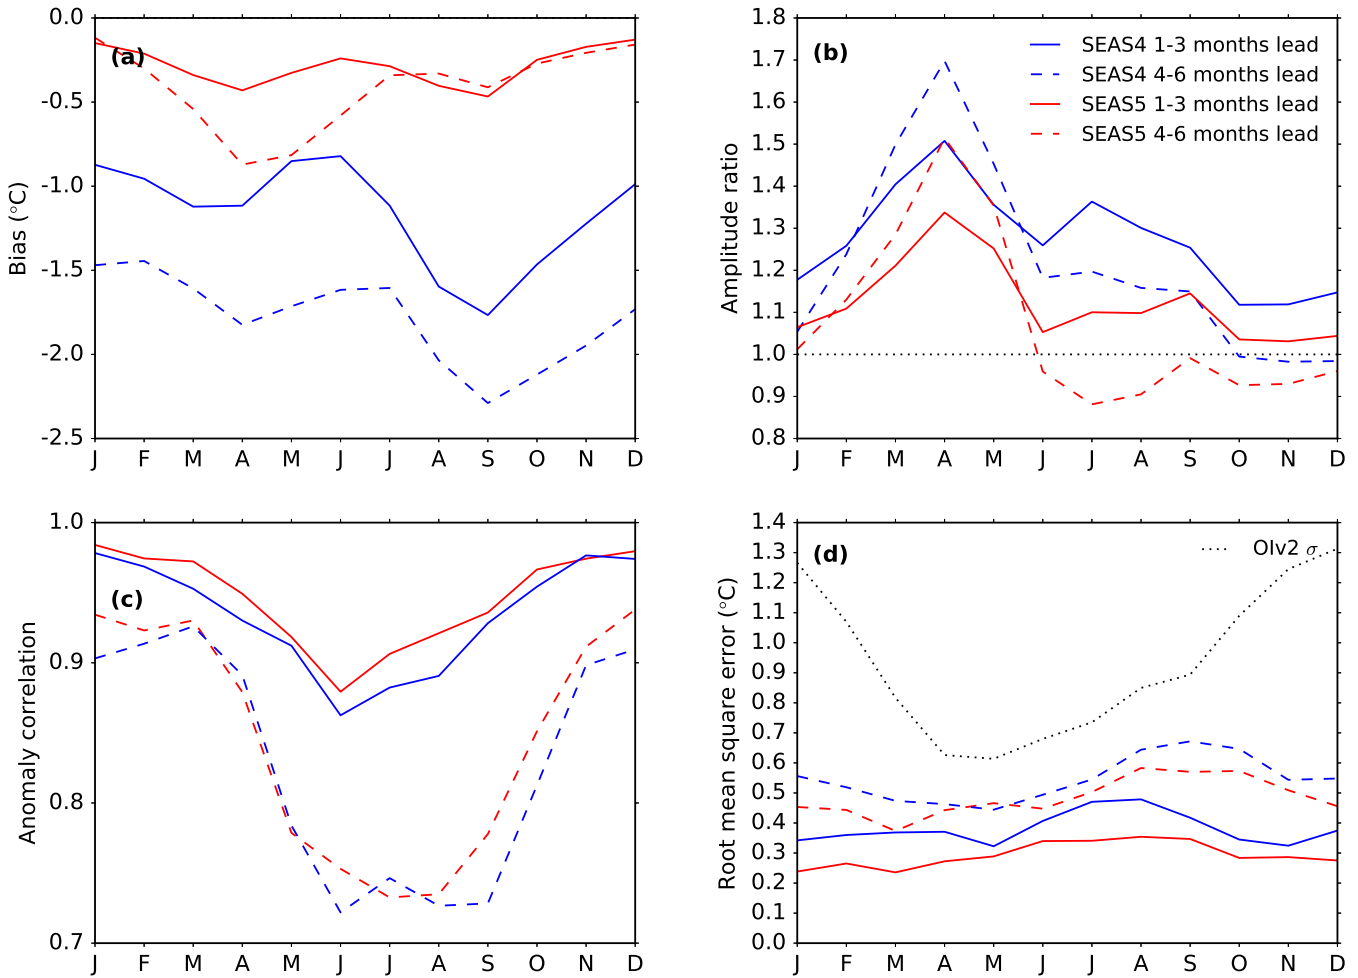 (a)
Bias (°C)
0.0
-0.5
-1.0
-1.5
-2.0
-2.5
J F M A M J J A S O N D
(b)
SEAS4 1-3 months lead
SEAS4 4-6 months lead
SEAS5 1-3 months lead
SEAS5 4-6 months lead
Amplitude ratio
1.8
1.7
1.6
1.5
1.4
1.3
1.2
1.1
1.0
0.9
0.8
J F M A M J J A S O N D
(c)
Anomaly correlation
1.0
0.9
0.8
0.7
J F M A M J J A S O N D
(d)
OIv2 σ
Root mean square error (°C)
1.4
1.3
1.2
1.1
1.0
0.9
0.8
0.7
0.6
0.5
0.4
0.3
0.2
0.1
0.0
J F M A M J J A S O N D